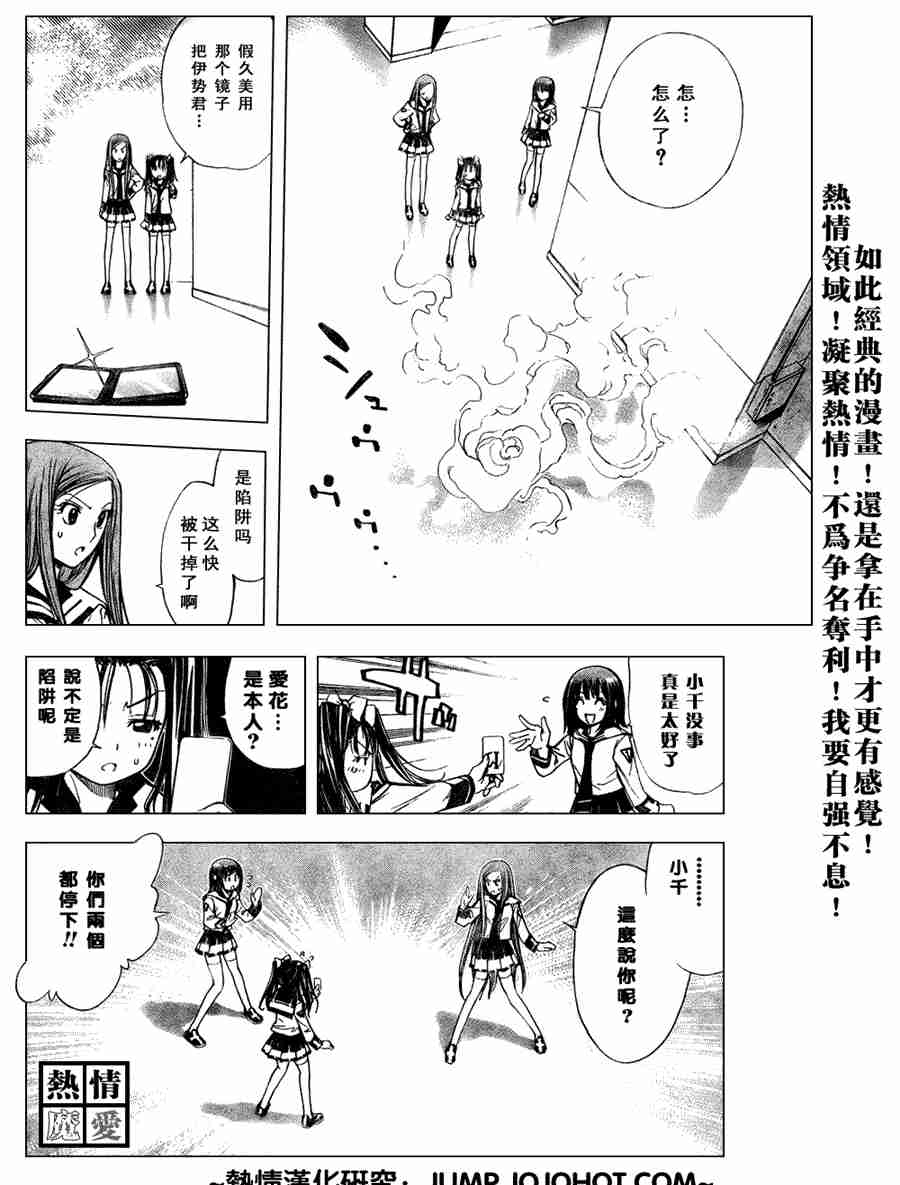 怎…
怎么了？
假久美用
那个镜子
把伊势君…
是陷阱吗
这么快
被干掉了啊
小千没事
真是太好了
愛花…
是本人？
說不定是
陷阱呢
………
小千
這麼說你呢？
你們兩個
都停下!!
如此經典的漫畫！還是拿在手中才更有感覺！
熱情領域！凝聚熱情！不爲争名奪利！我要自强不息！
熱情
魔愛
~熱情漢化研究：JUMP.JOJOHOT.COM~